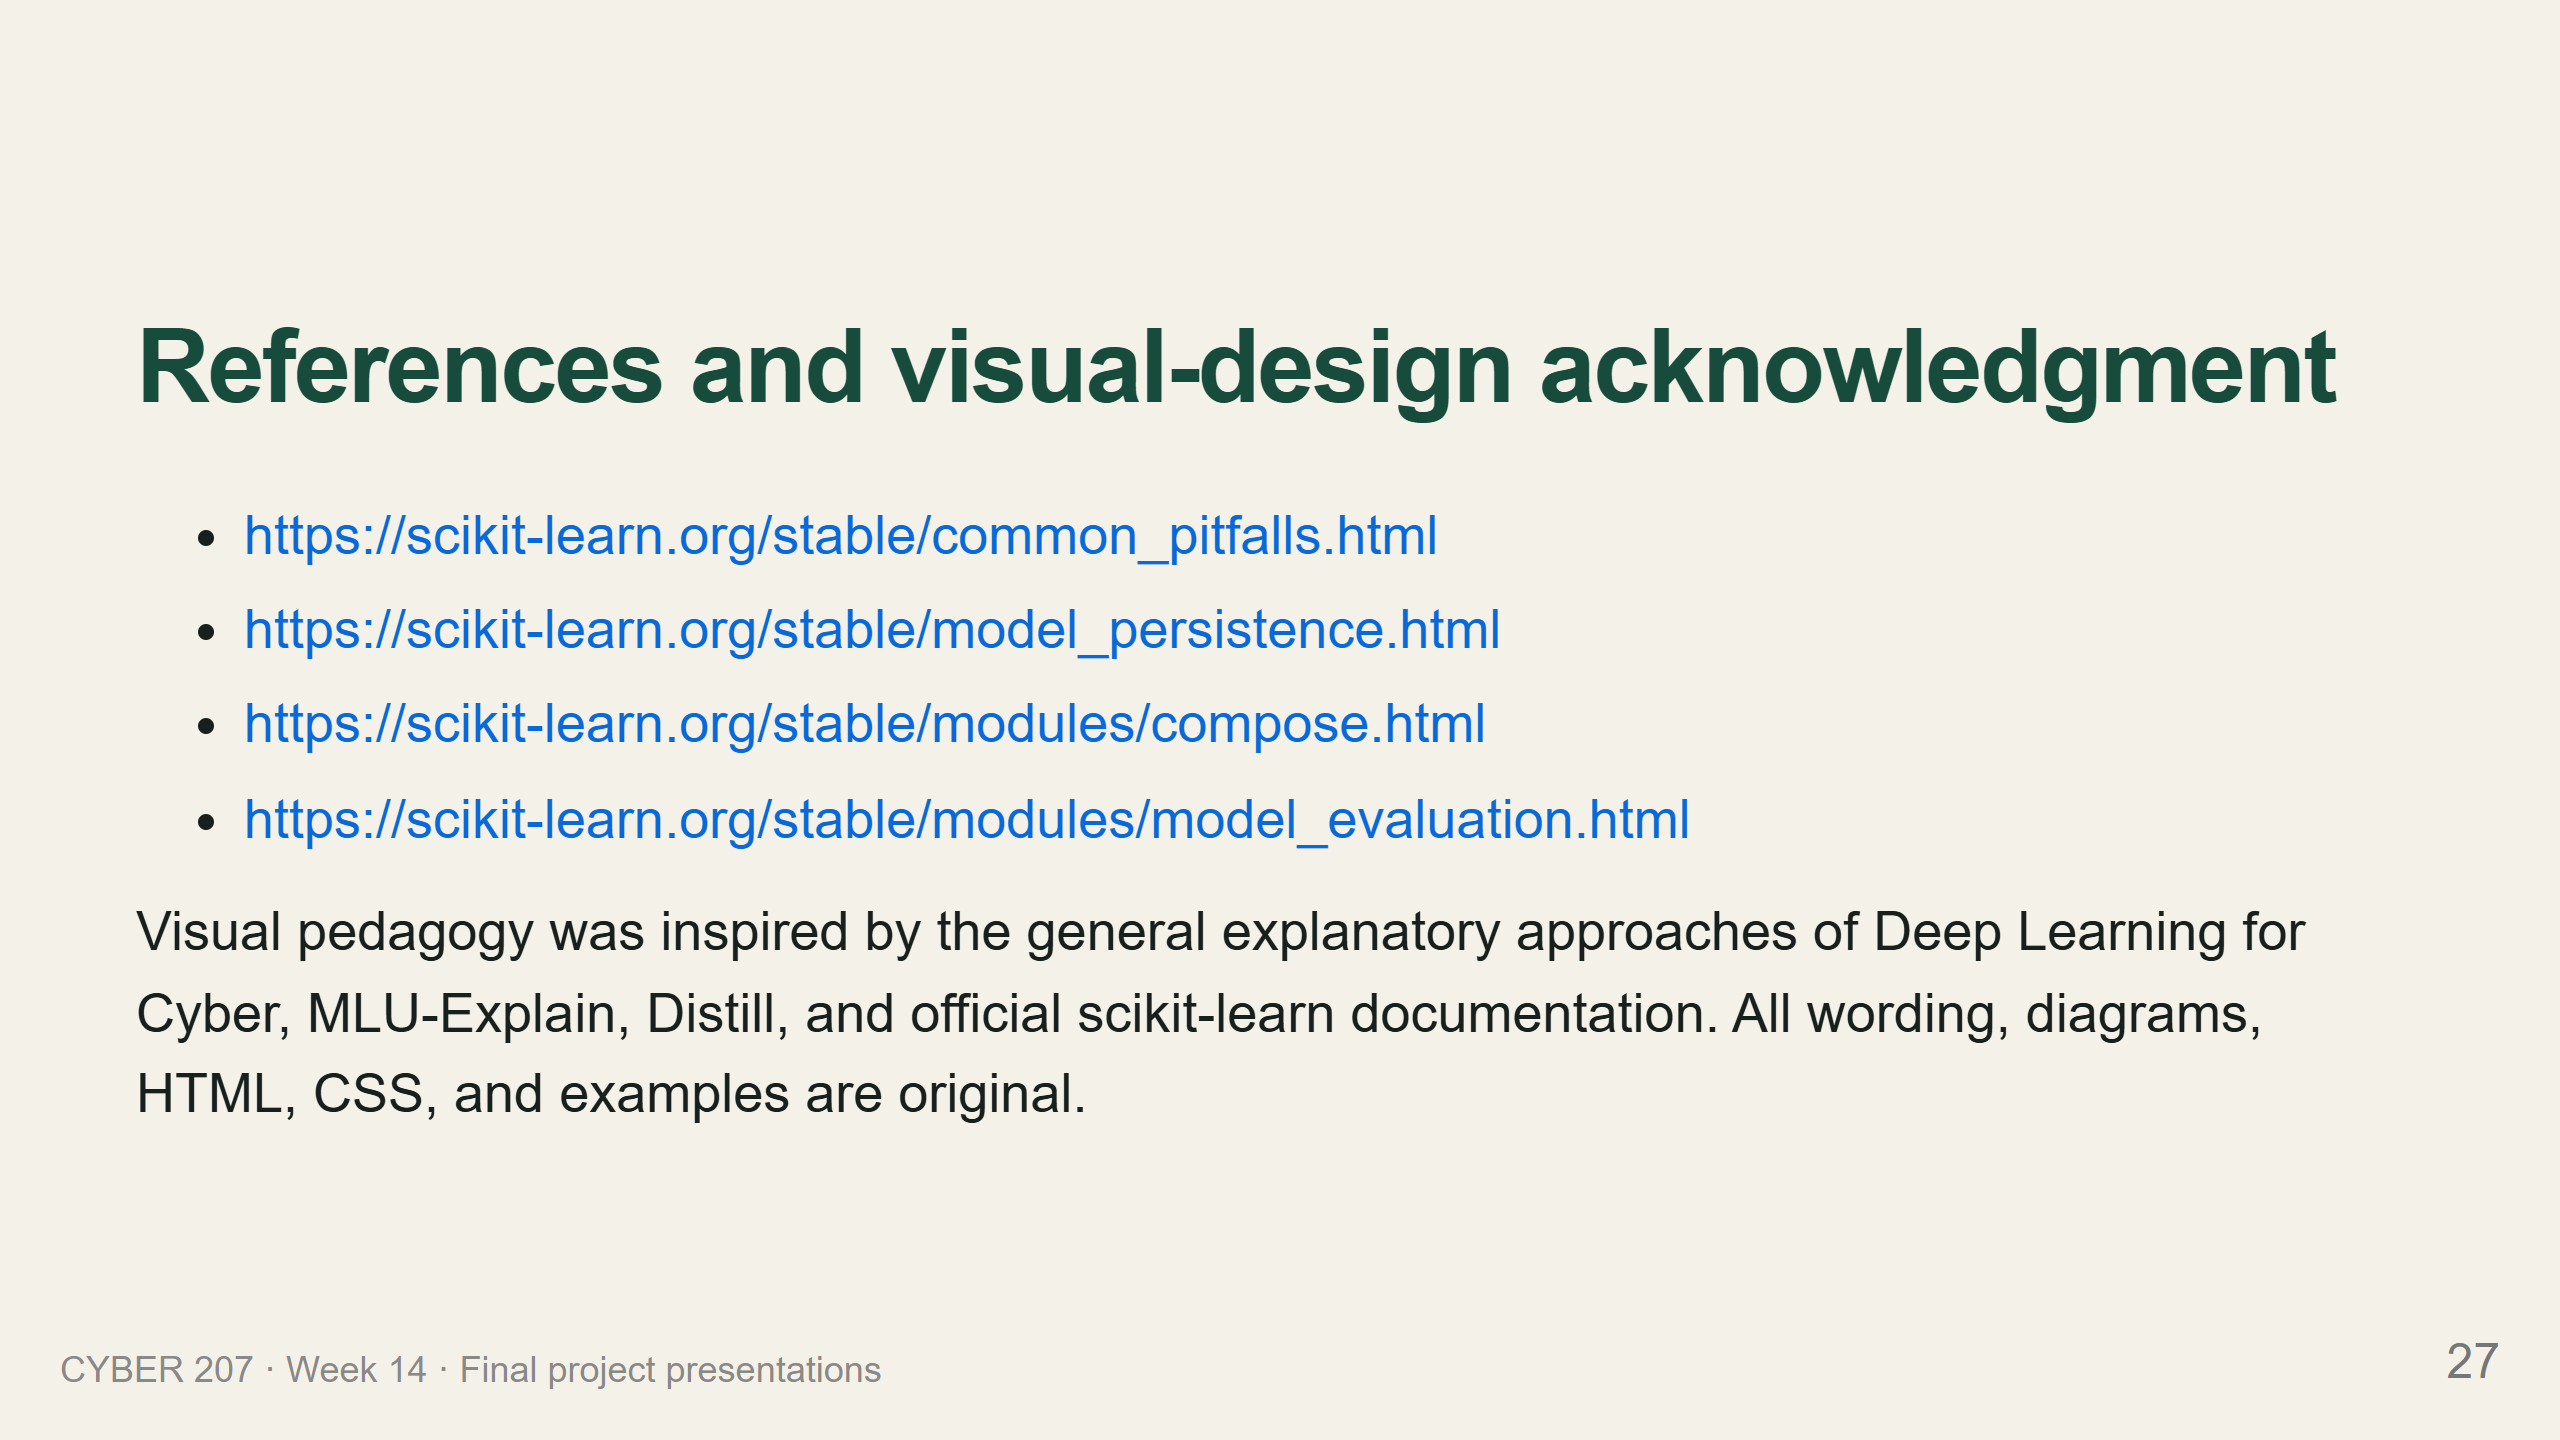 References and visual-design acknowledgment
• https://scikit-learn.org/stable/common_pitfalls.html
• https://scikit-learn.org/stable/model_persistence.html
• https://scikit-learn.org/stable/modules/compose.html
• https://scikit-learn.org/stable/modules/model_evaluation.html
Visual pedagogy was inspired by the general explanatory approaches of Deep Learning for
Cyber, MLU-Explain, Distill, and official scikit-learn documentation. All wording, diagrams,
HTML, CSS, and examples are original.
CYBER 207 · Week 14 · Final project presentations
27